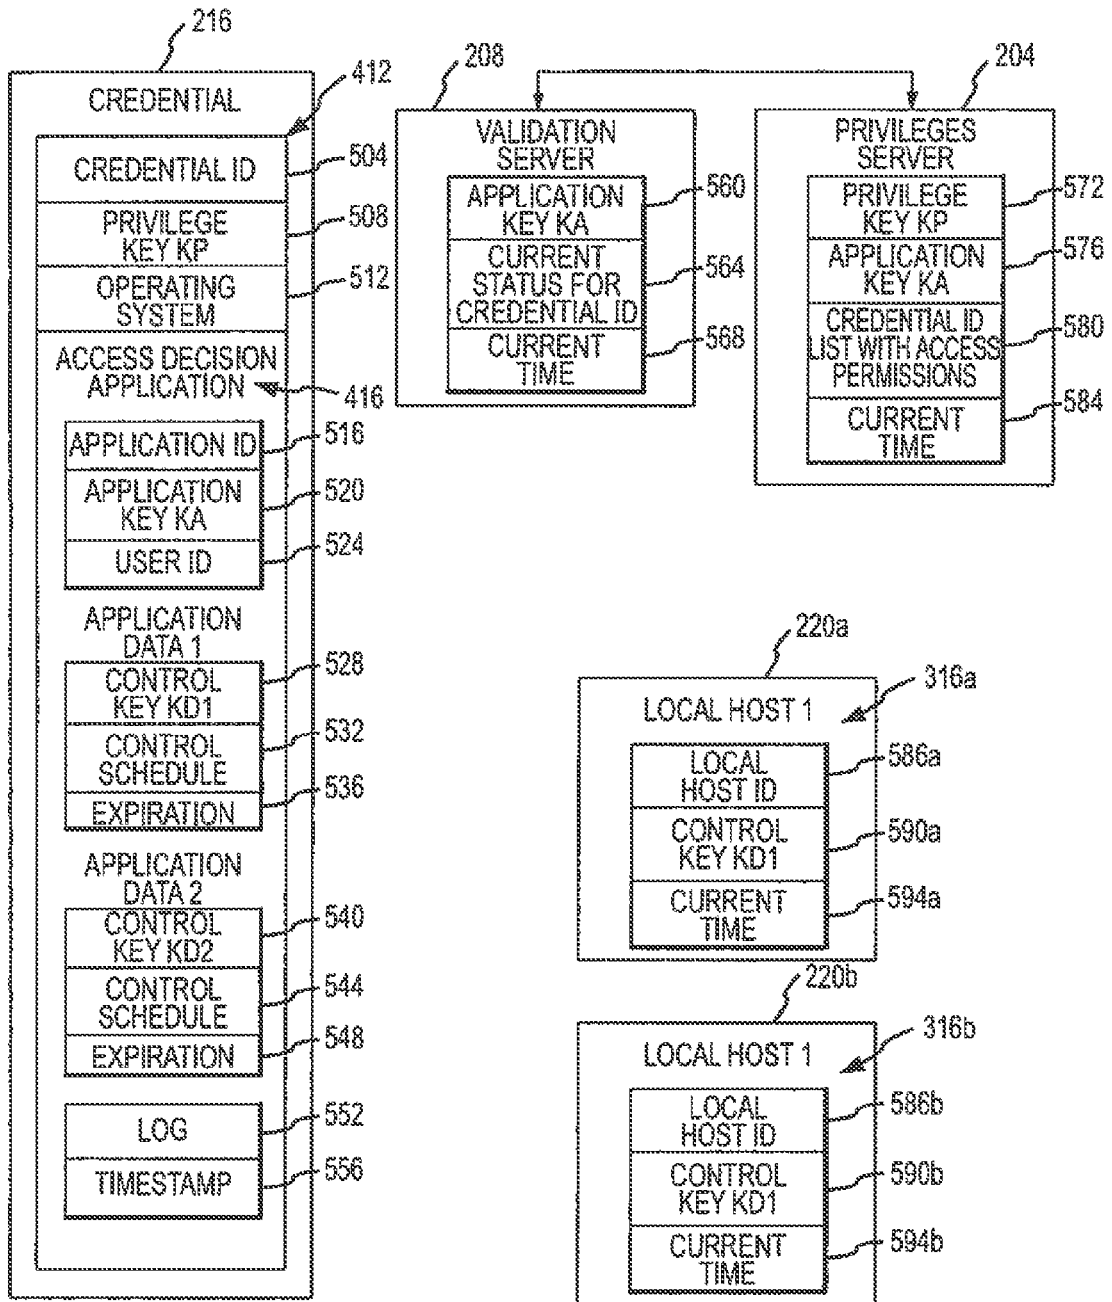 216
CREDENTIAL
412
CREDENTIAL ID
504
PRIVILEGE
KEY KP
508
OPERATING
SYSTEM
512
ACCESS DECISION
APPLICATION
416
APPLICATION ID
516
APPLICATION
KEY KA
520
USER ID
524
APPLICATION
DATA 1
CONTROL
KEY KD1
528
CONTROL
SCHEDULE
532
EXPIRATION
536
APPLICATION
DATA 2
CONTROL
KEY KD2
540
CONTROL
SCHEDULE
544
EXPIRATION
548
LOG
552
TIMESTAMP
556
208
VALIDATION
SERVER
APPLICATION
KEY KA
560
CURRENT
STATUS FOR
CREDENTIAL ID
564
CURRENT
TIME
568
204
PRIVILEGES
SERVER
PRIVILEGE
KEY KP
572
APPLICATION
KEY KA
576
CREDENTIAL ID
LIST WITH ACCESS
PERMISSIONS
580
CURRENT
TIME
584
220a
LOCAL HOST 1
316a
LOCAL
HOST ID
586a
CONTROL
KEY KD1
590a
CURRENT
TIME
594a
220b
LOCAL HOST 1
316b
LOCAL
HOST ID
586b
CONTROL
KEY KD1
590b
CURRENT
TIME
594b